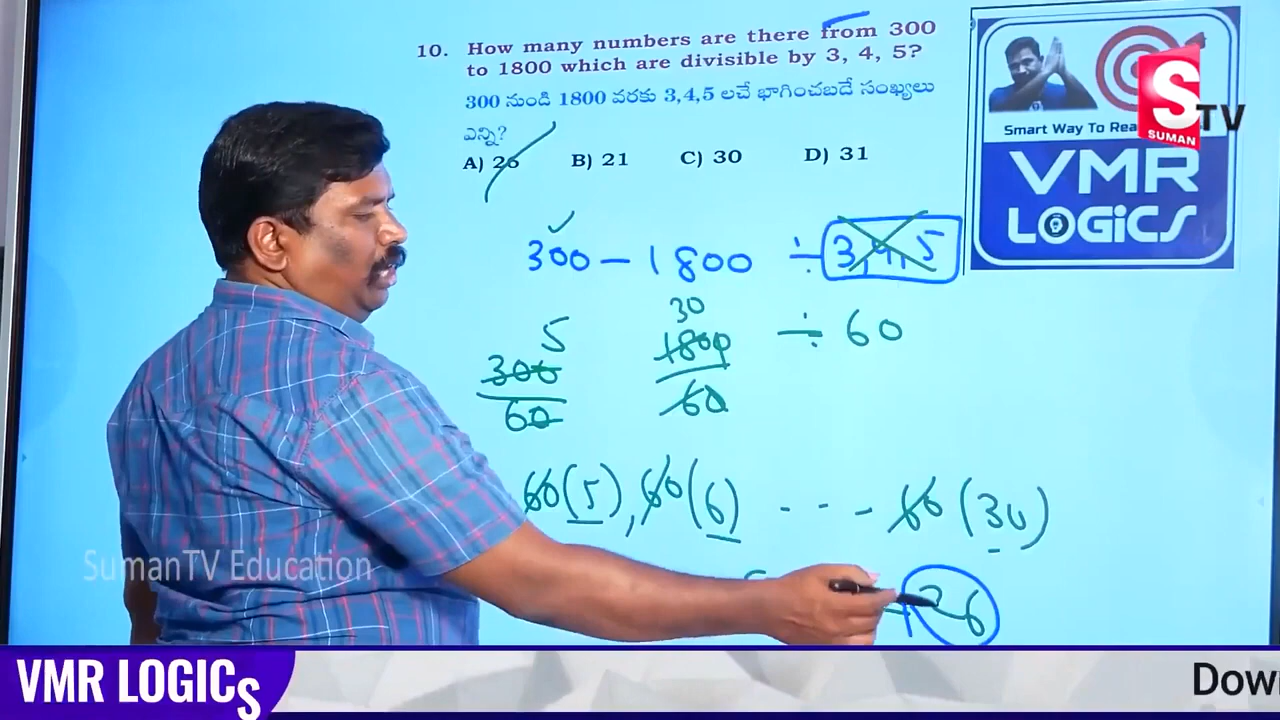 10. How many numbers are there from 300
to 1800 which are divisible by 3, 4, 5?
300 నుండి 1800 వరకు 3,4,5 లచే భాగించబడే సంఖ్యలు
ఎన్ని?
A) 26 B) 21 C) 30 D) 31
Smart Way To
VMR
LOGiCS
S
TV
SUMAN
300 – 1800 ÷ 3,4,5
5 30
300 1800 ÷ 60
60 60
60(5), 60(6) - - - 60(30)
26
SumanTV Education
VMR LOGICS
Dow